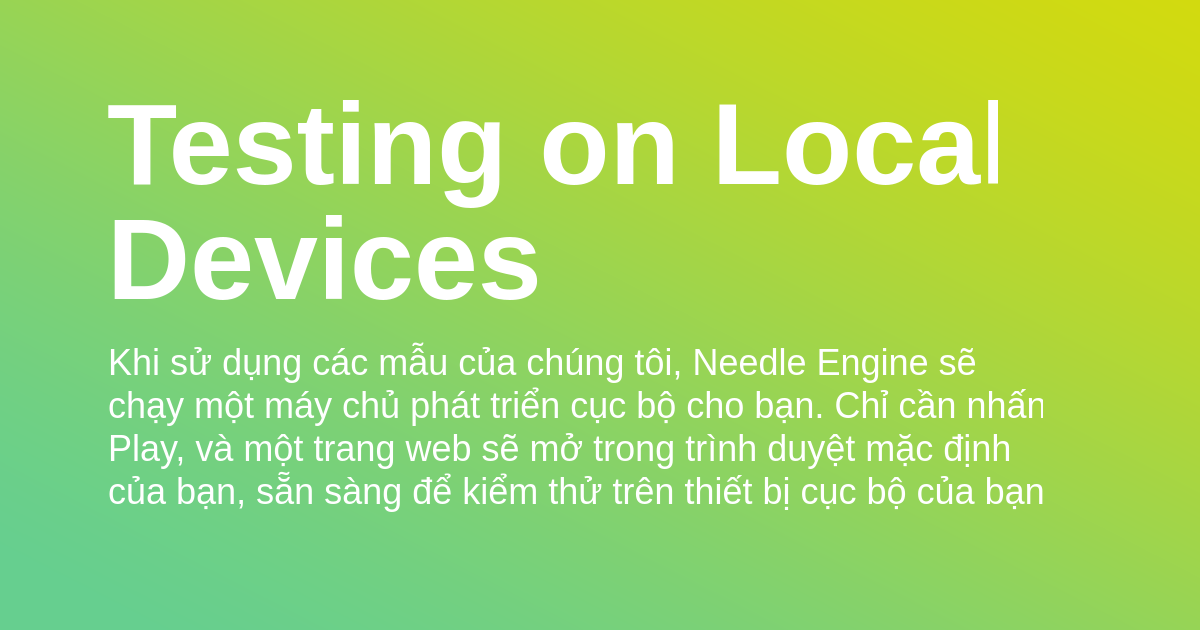 Testing on Local
Devices
Khi sử dụng các mẫu của chúng tôi, Needle Engine sẽ
chạy một máy chủ phát triển cục bộ cho bạn. Chỉ cần nhấn
Play, và một trang web sẽ mở trong trình duyệt mặc định
của bạn, sẵn sàng để kiểm thử trên thiết bị cục bộ của bạn